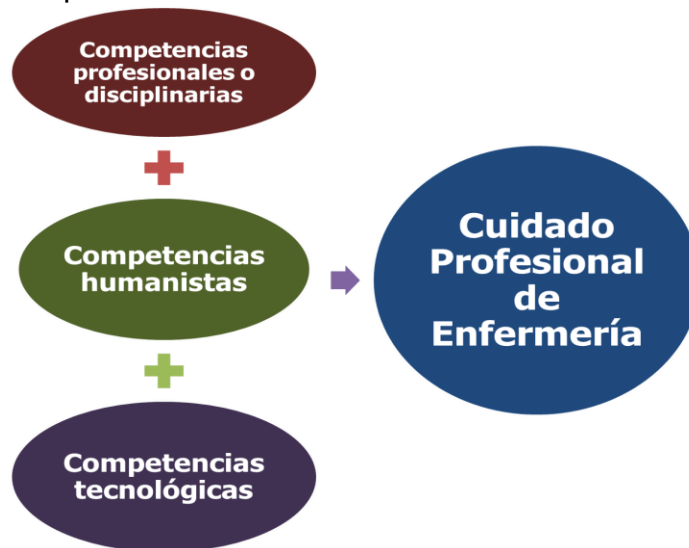 Competencias
profesionales o
disciplinarias
Competencias
humanistas
Competencias
tecnológicas
Cuidado
Profesional
de
Enfermería